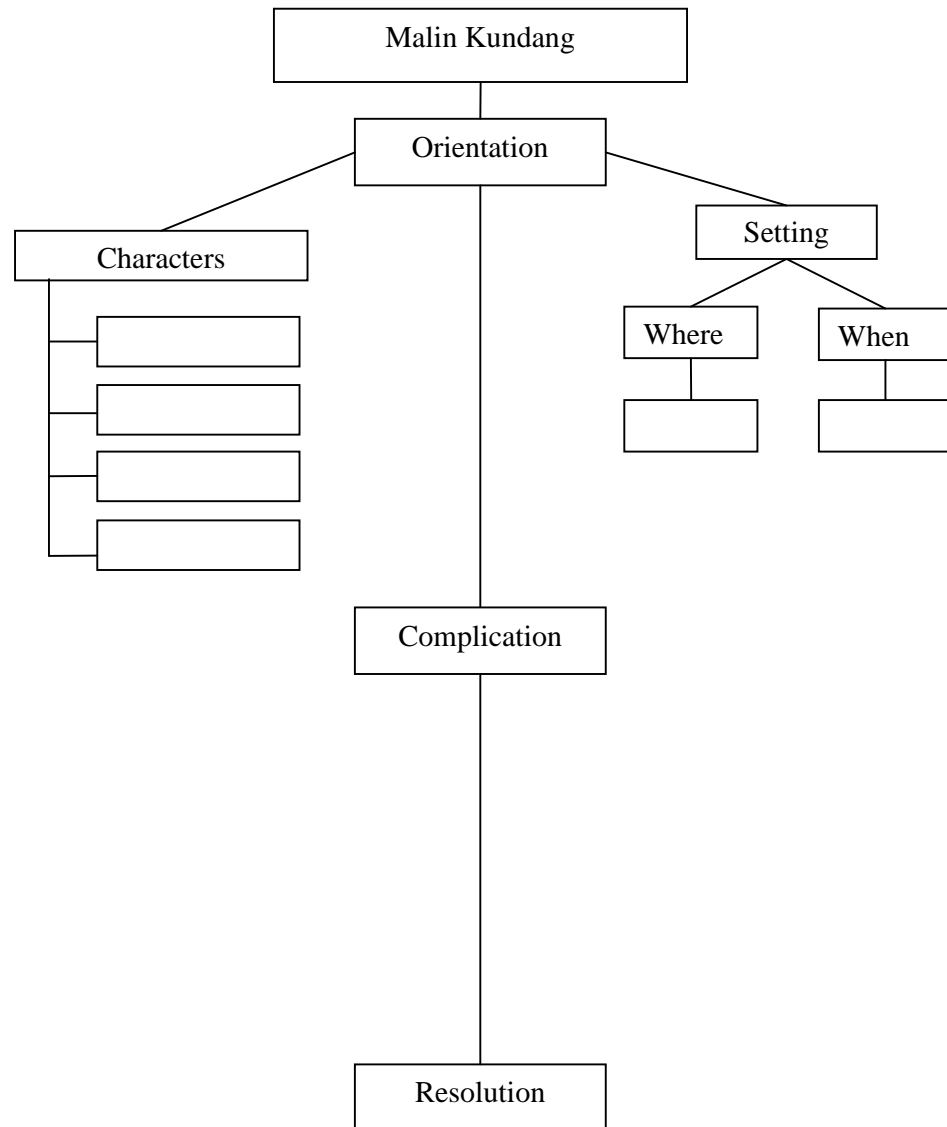 Malin Kundang
Orientation
Characters
Setting
Where
When
Complication
Resolution